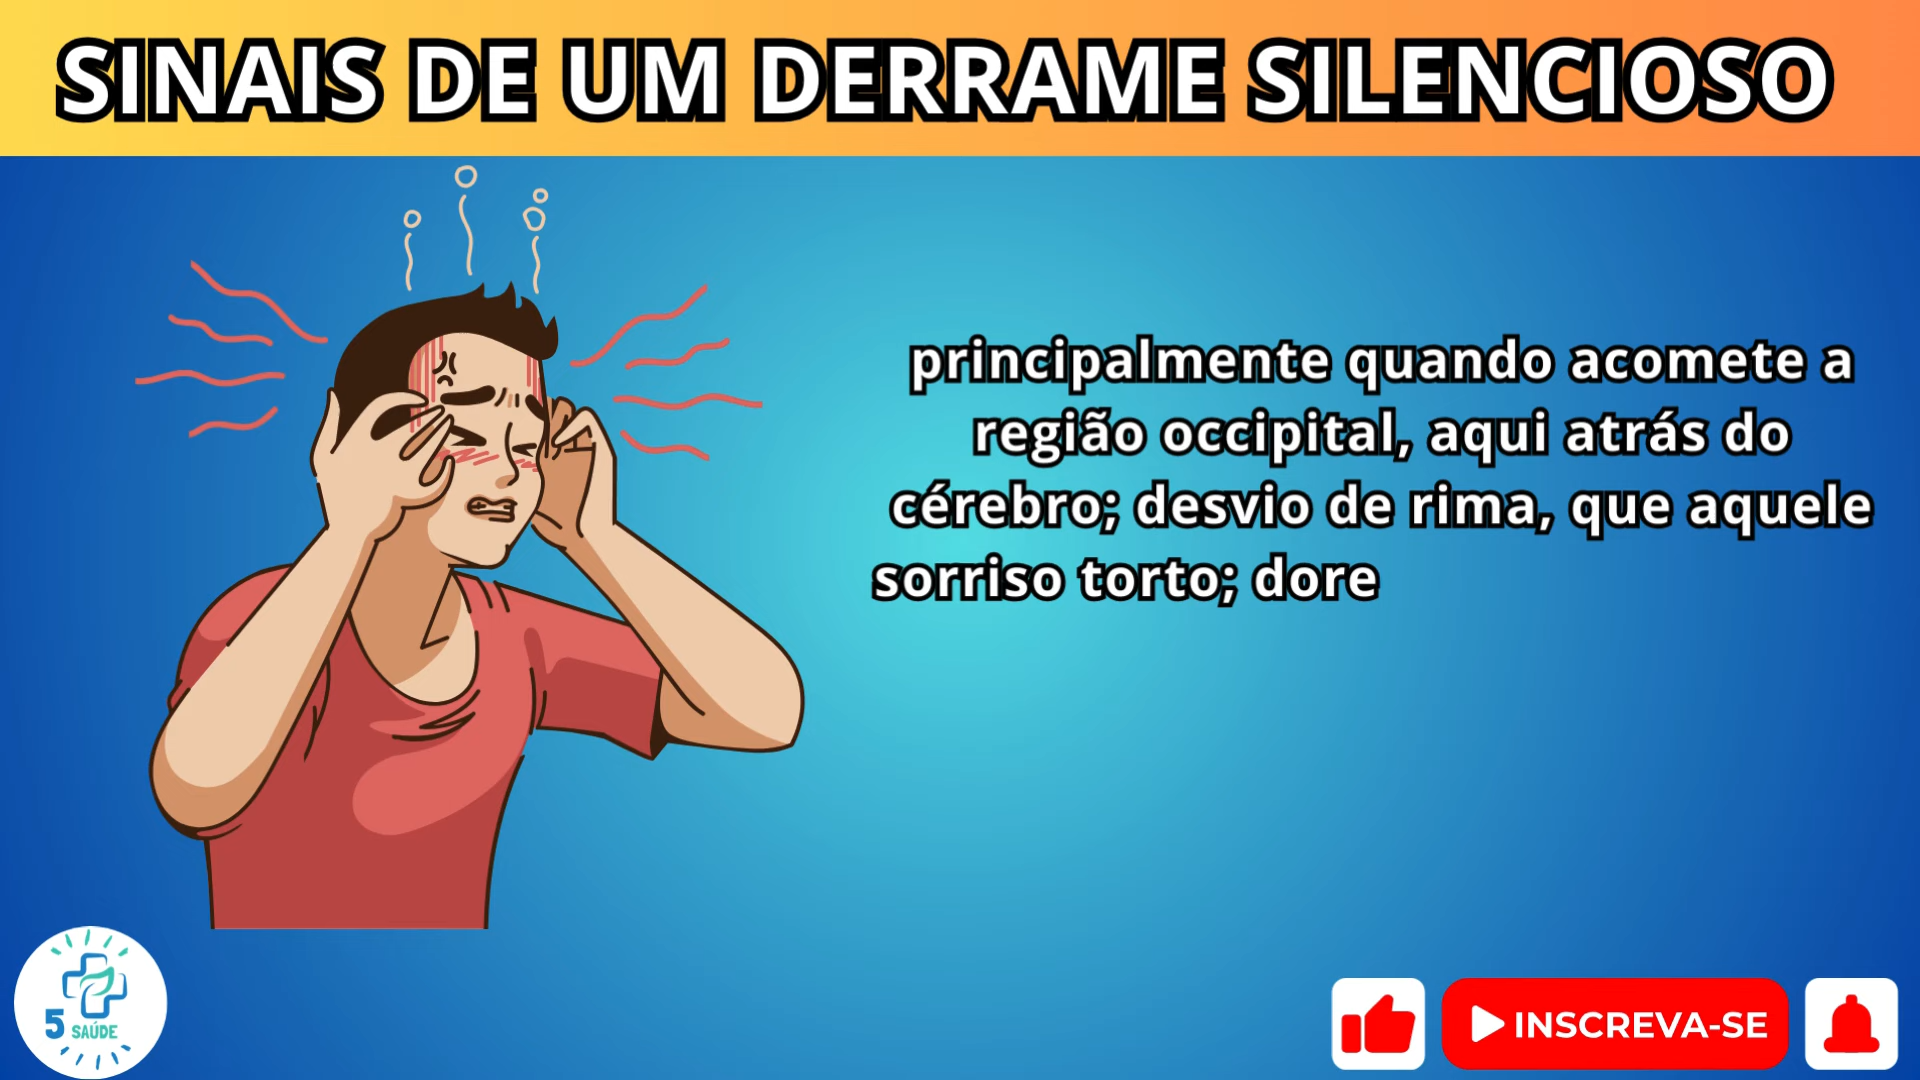 SINAIS DE UM DERRAME SILENCIOSO
principalmente quando acomete a
região occipital, aqui atrás do
cérebro; desvio de rima, que aquele
sorriso torto; dore
5 SAÚDE
INSCREVA-SE